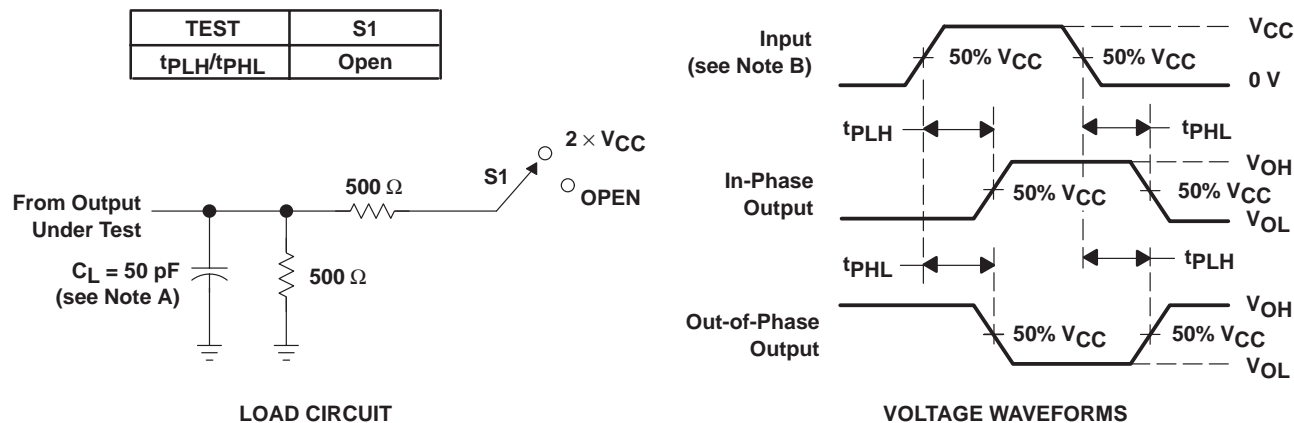 TEST S1
tPLH/tPHL Open
2 × VCC
S1
OPEN
500 Ω
From Output
Under Test
CL = 50 pF
(see Note A)
500 Ω
LOAD CIRCUIT
Input
(see Note B)
50% VCC
50% VCC
VCC
0 V
tPLH
tPHL
In-Phase
Output
50% VCC
50% VCC
VOH
VOL
tPHL
tPLH
Out-of-Phase
Output
50% VCC
50% VCC
VOH
VOL
VOLTAGE WAVEFORMS